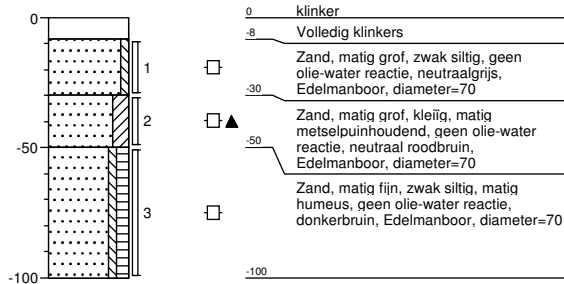 0
-50
-100
1
2
3
0 klinker
-8 Volledig klinkers
Zand, matig grof, zwak siltig, geen
olie-water reactie, neutraalgrijs,
Edelmanboor, diameter=70
-30
Zand, matig grof, kleiïg, matig
metselpuinhoudend, geen olie-water
reactie, neutraal roodbruin,
Edelmanboor, diameter=70
-50
Zand, matig fijn, zwak siltig, matig
humeus, geen olie-water reactie,
donkerbruin, Edelmanboor, diameter=70
-100